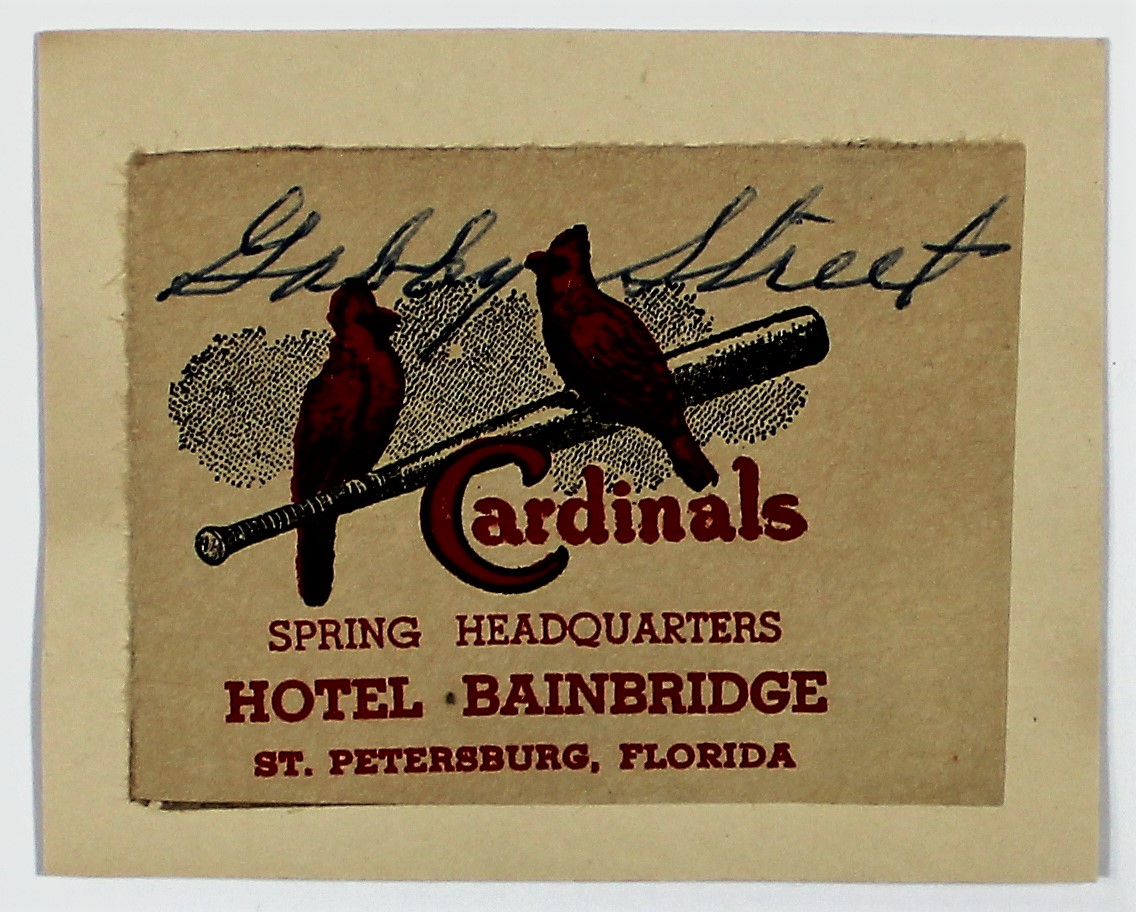 Gabby Street
Cardinals
SPRING HEADQUARTERS
HOTEL BAINBRIDGE
ST. PETERSBURG, FLORIDA